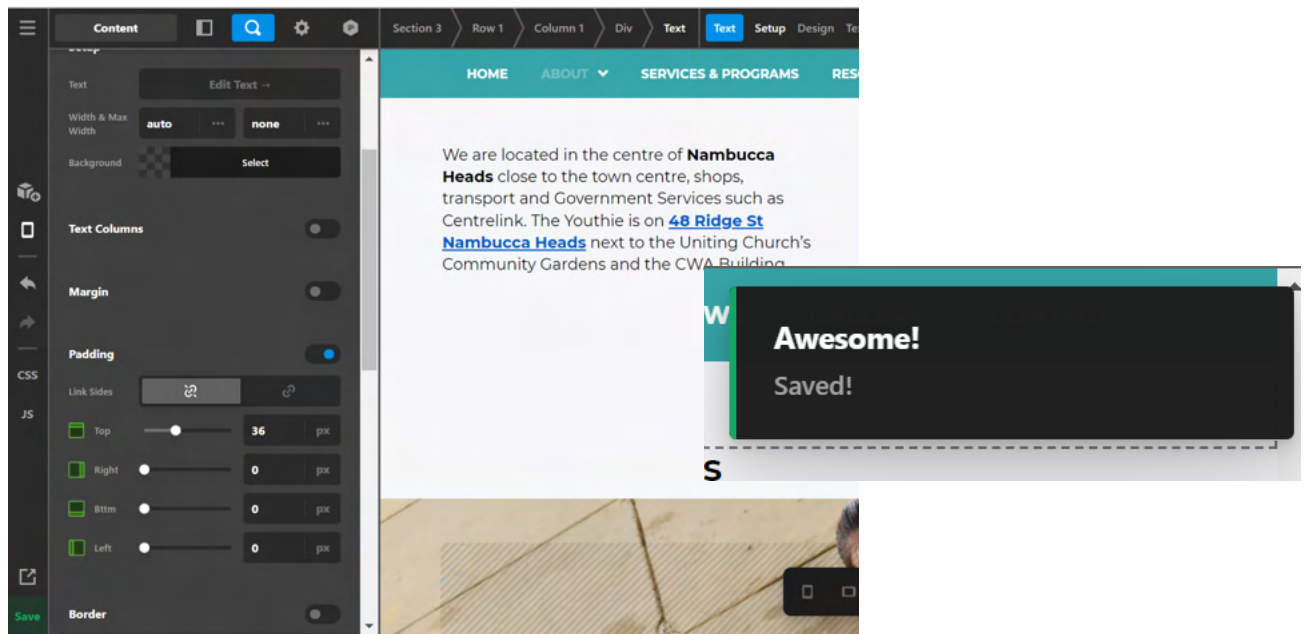 Content
Section 3 Row 1 Column 1 Div Text Text Setup Design
HOME ABOUT SERVICES & PROGRAMS
Setup
Text Edit Text →
Width & Max
Width
auto ... none ...
Background Select
Text Columns
Margin
Padding
Link Sides
Top 36 px
Right 0 px
Bttm 0 px
Left 0 px
Border
CSS
JS
Save
We are located in the centre of Nambucca
Heads close to the town centre, shops,
transport and Government Services such as
Centrelink. The Youthie is on 48 Ridge St
Nambucca Heads next to the Uniting Church's
Community Gardens and the CWA Building
W
Awesome!
Saved!
S